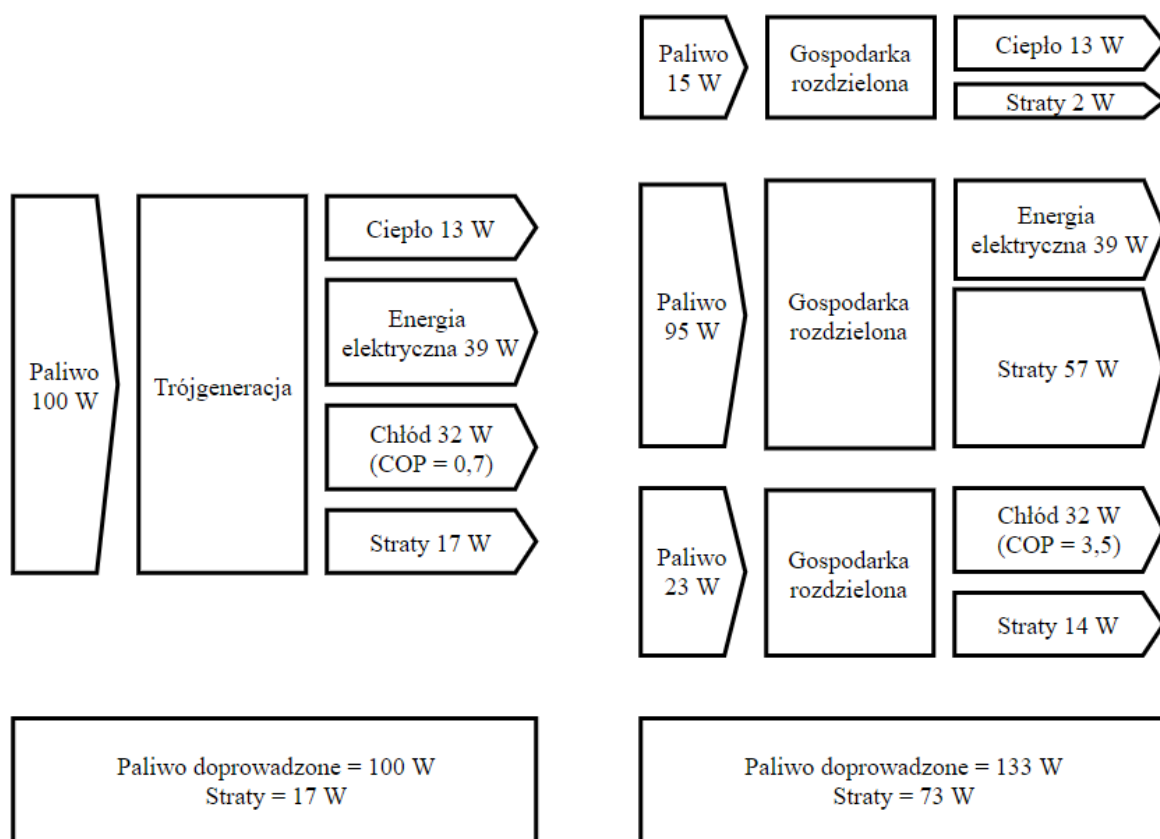 Paliwo
100 W
Trójgeneracja
Ciepło 13 W
Energia
elektryczna 39 W
Chłód 32 W
(COP = 0,7)
Straty 17 W
Paliwo doprowadzone = 100 W
Straty = 17 W
Paliwo
15 W
Gospodarka
rozdzielona
Ciepło 13 W
Straty 2 W
Paliwo
95 W
Gospodarka
rozdzielona
Energia
elektryczna 39 W
Straty 57 W
Paliwo
23 W
Gospodarka
rozdzielona
Chłód 32 W
(COP = 3,5)
Straty 14 W
Paliwo doprowadzone = 133 W
Straty = 73 W